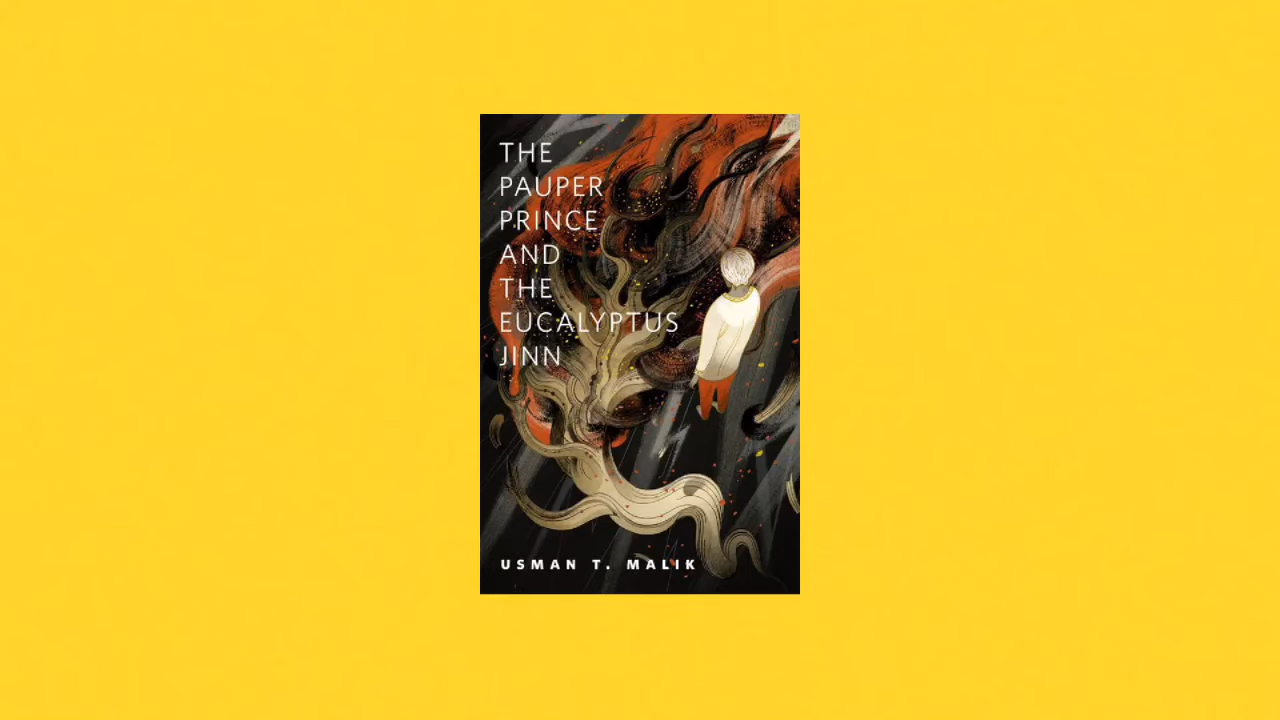 THE
PAUPER
PRINCE
AND
THE
EUCALYPTUS
JINN
USMAN T. MALIK